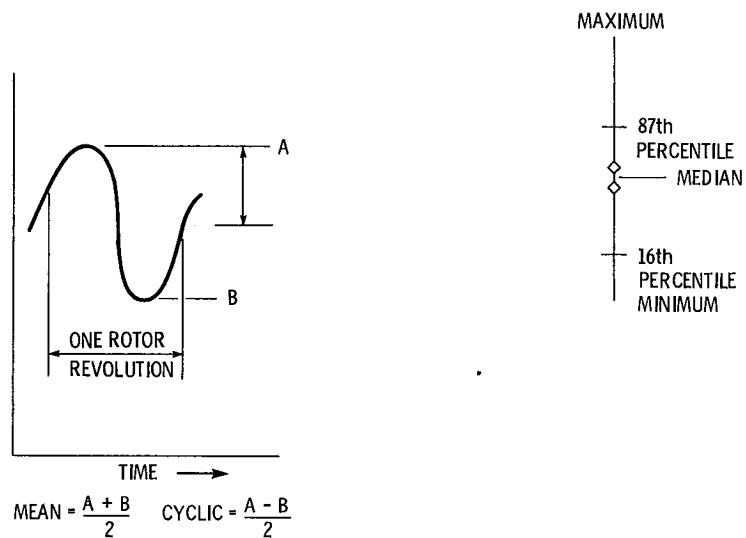 A
B
ONE ROTOR
REVOLUTION
TIME
MEAN = A + B / 2 CYCLIC = A - B / 2
MAXIMUM
87th
PERCENTILE
MEDIAN
16th
PERCENTILE
MINIMUM